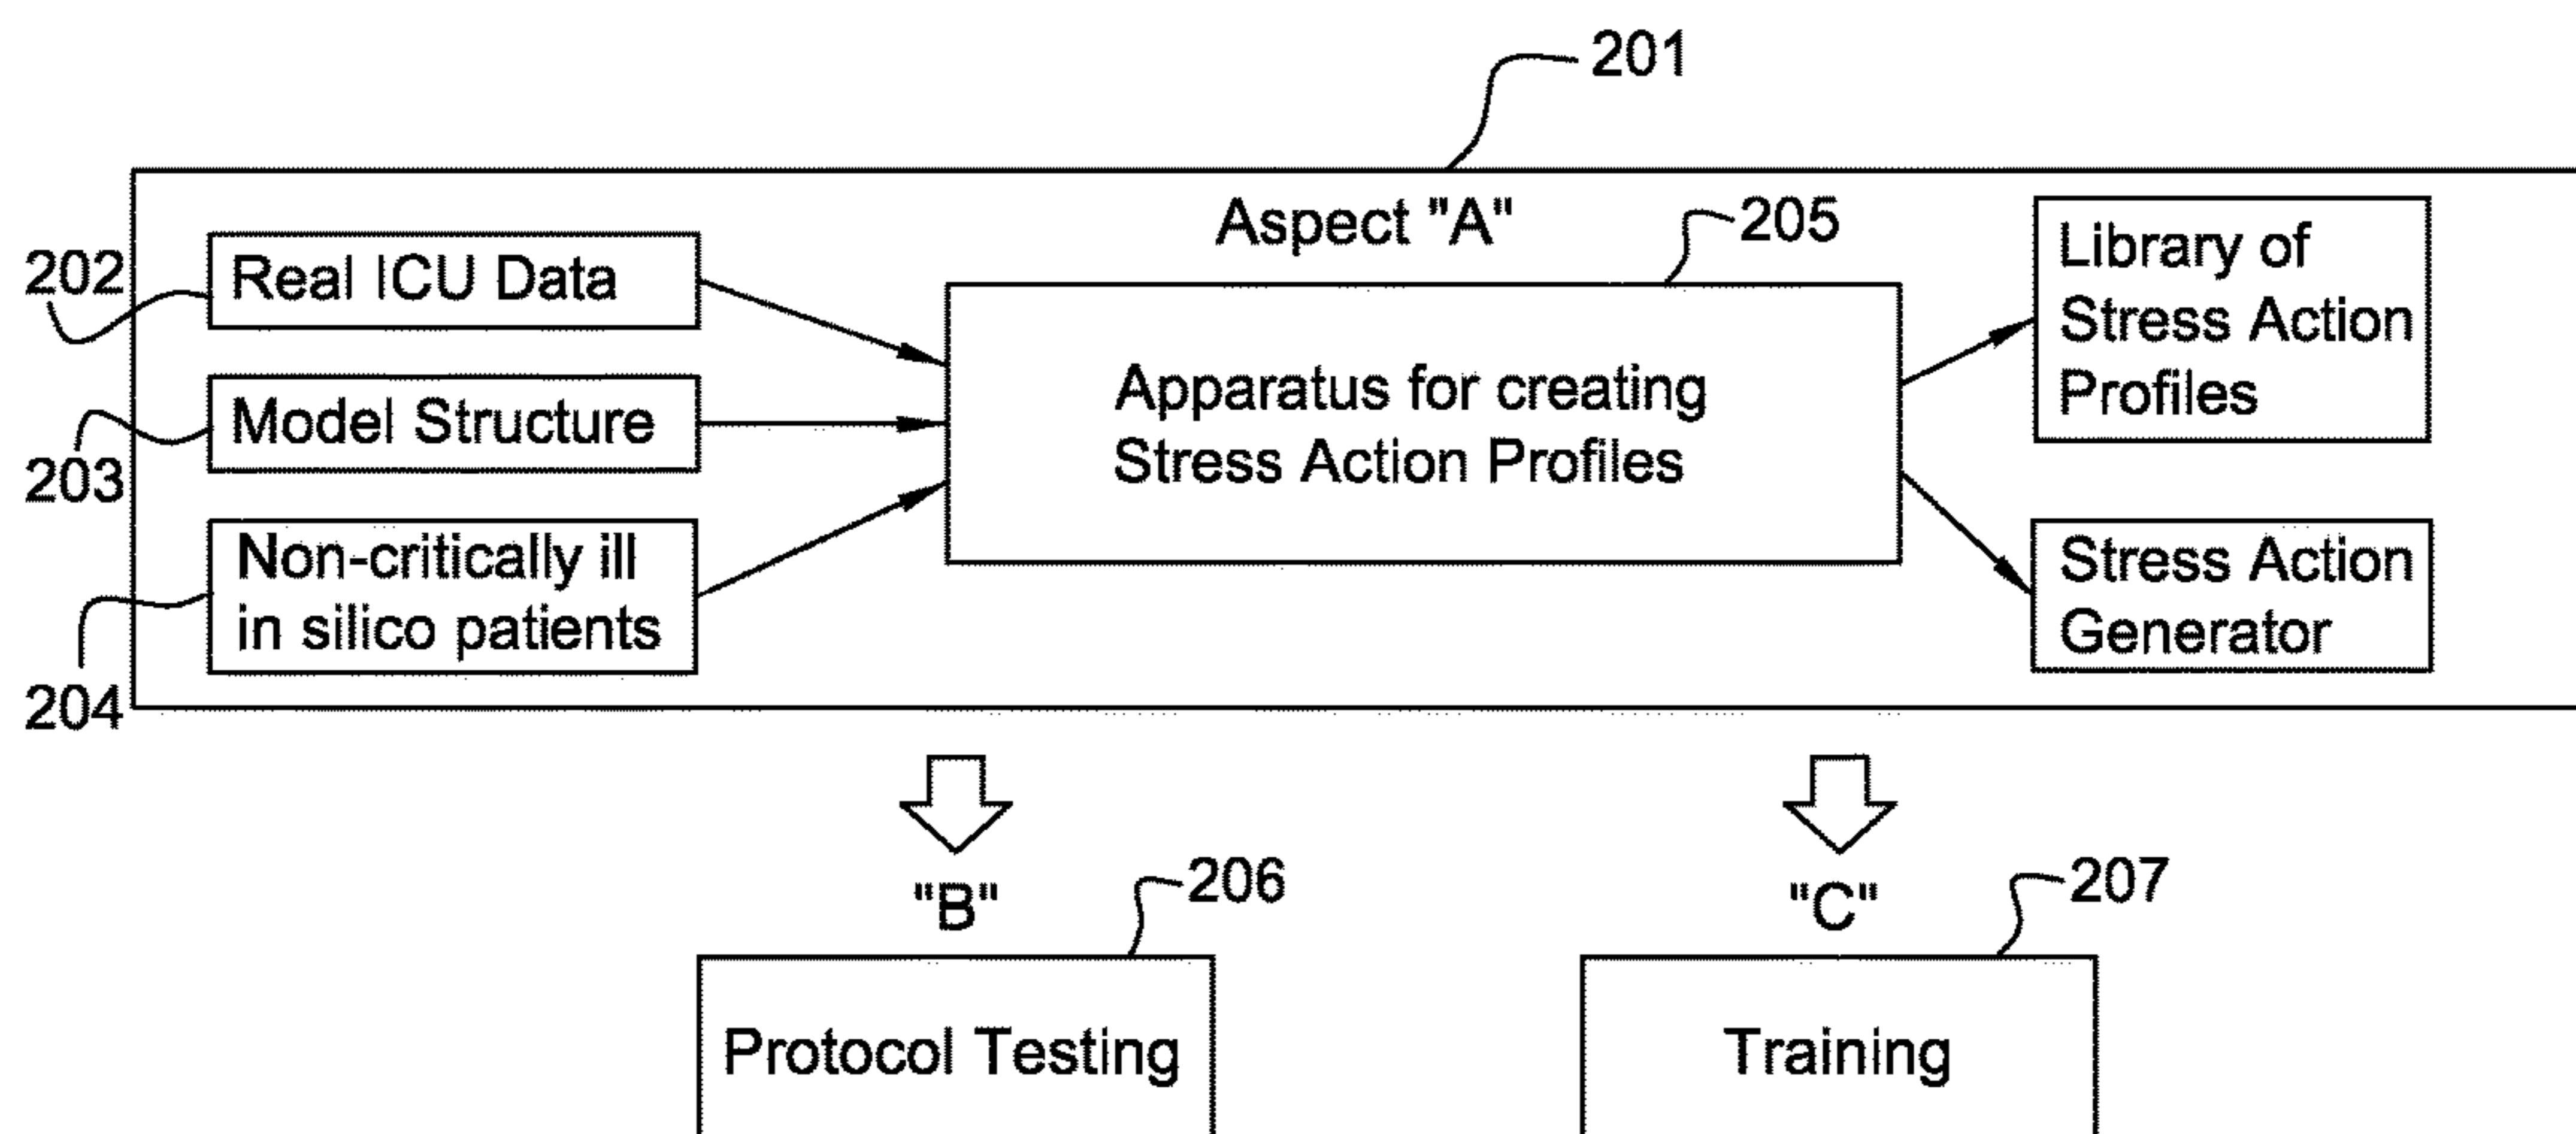 201
Aspect "A"
205
202
Real ICU Data
Library of
Stress Action
Profiles
203
Model Structure
Apparatus for creating
Stress Action Profiles
204
Non-critically ill
in silico patients
Stress Action
Generator
"B"
206
"C"
207
Protocol Testing
Training